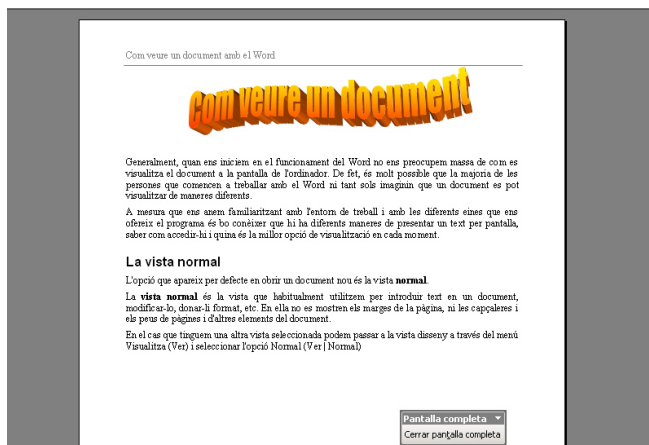 Com veure un document amb el Word
Com veure un document
Generalment, quan ens iniciem en el funcionament del Word no ens preocupem massa de com es
visualitza el document a la pantalla de l'ordinador. De fet, és molt possible que la majoria de les
persones que comencen a treballar amb el Word ni tant sols imaginin que un document es pot
visualitzar de maneres diferents.
A mesura que ens anem familiaritzant amb l'entorn de treball i amb les diferents eines que ens
ofereix el programa és bo conèixer que hi ha diferents maneres de presentar un text per pantalla,
saber com accedir-hi i quina és la millor opció de visualització en cada moment.
La vista normal
L'opció que apareix per defecte en obrir un document nou és la vista normal.
La vista normal és la vista que habitualment utilitzem per introduir text en un document,
modificar-lo, donar-li format, etc. En ella no es mostren els marges de la pàgina, ni les capçaleres i
els peus de pàgines i d'altres elements del document.
En el cas que tinguem una altra vista seleccionada podem passar a la vista disseny a través del menú
Visualitza (Ver) i seleccionar l'opció Normal (Ver | Normal)
Pantalla completa
Cerrar pantalla completa